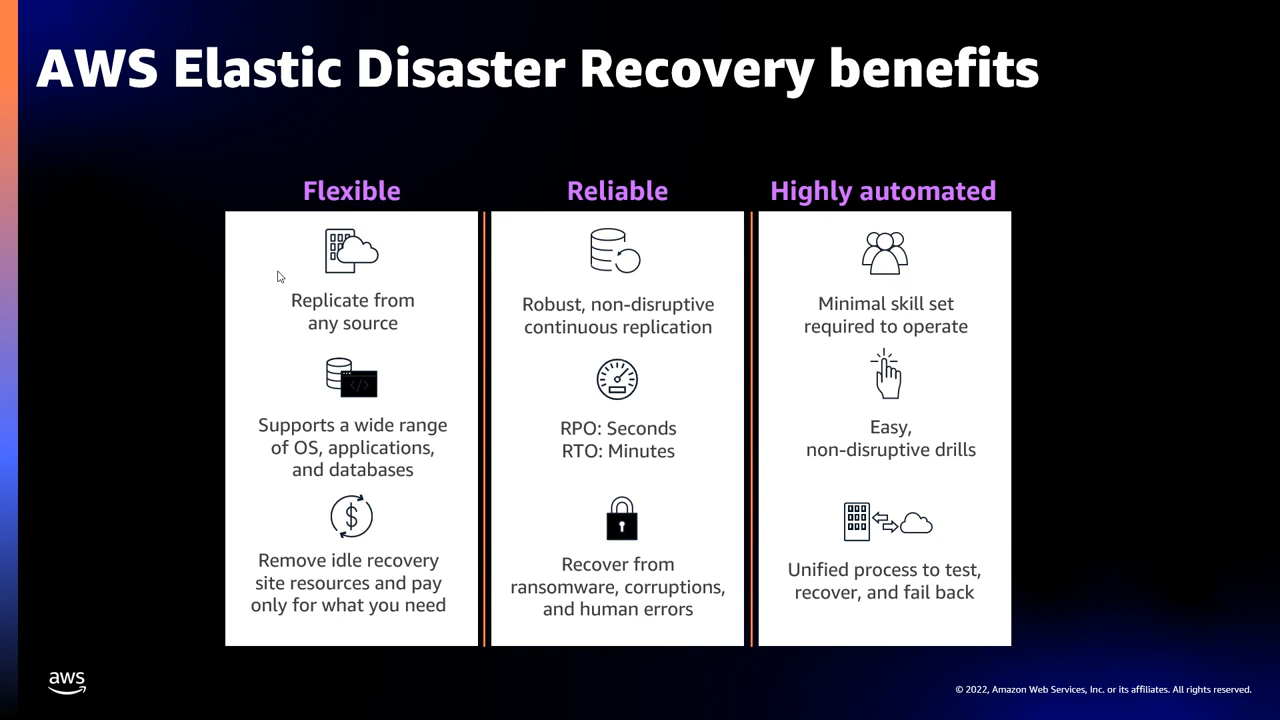 AWS Elastic Disaster Recovery benefits
Flexible
Replicate from
any source
Supports a wide range
of OS, applications,
and databases
Remove idle recovery
site resources and pay
only for what you need
Reliable
Robust, non-disruptive
continuous replication
RPO: Seconds
RTO: Minutes
Recover from
ransomware, corruptions,
and human errors
Highly automated
Minimal skill set
required to operate
Easy,
non-disruptive drills
Unified process to test,
recover, and fail back
aws
© 2022, Amazon Web Services, Inc. or its affiliates. All rights reserved.